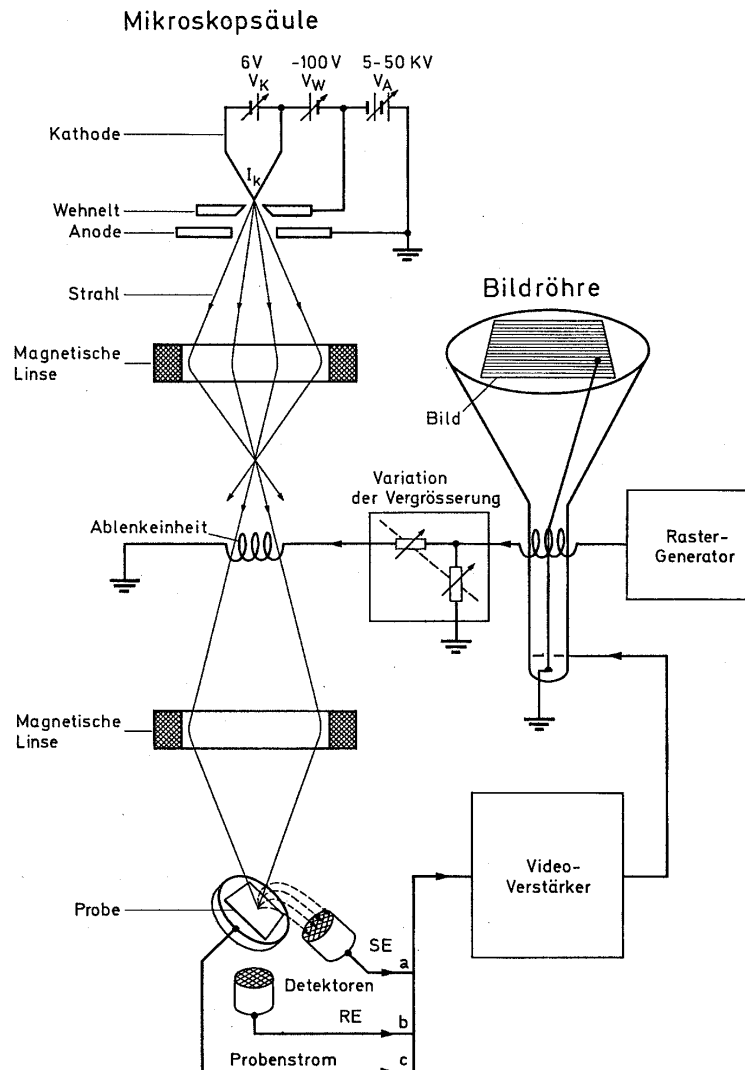 Mikroskopsäule
6V
V_K
-100 V
V_W
5-50 KV
V_A
Kathode
I_k
Wehnelt
Anode
Strahl
Magnetische
Linse
Bildröhre
Bild
Variation
der Vergrösserung
Ablenkeinheit
Raster-
Generator
Magnetische
Linse
Video-
Verstärker
Probe
SE
a
Detektoren
RE
b
Probenstrom
c